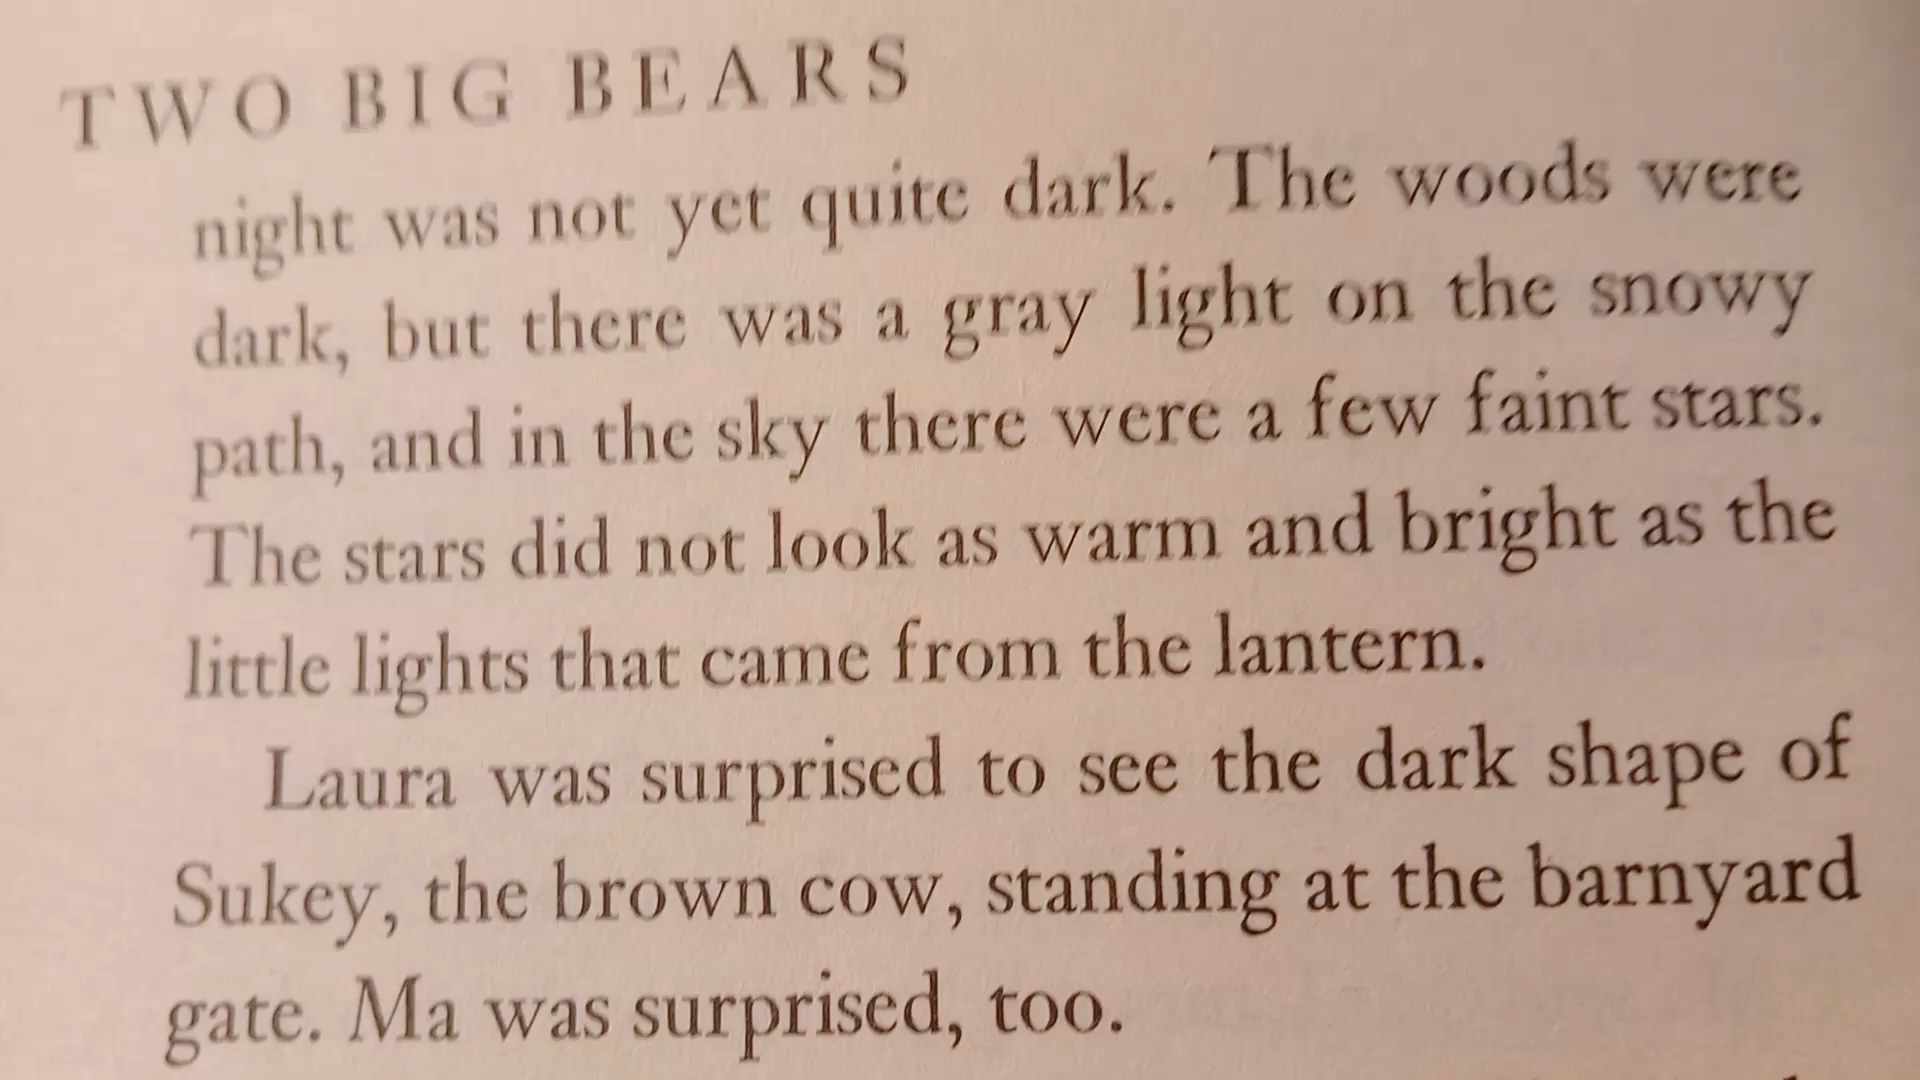 TWO BIG BEARS
night was not yet quite dark. The woods were
dark, but there was a gray light on the snowy
path, and in the sky there were a few faint stars.
The stars did not look as warm and bright as the
little lights that came from the lantern.
Laura was surprised to see the dark shape of
Sukey, the brown cow, standing at the barnyard
gate. Ma was surprised, too.